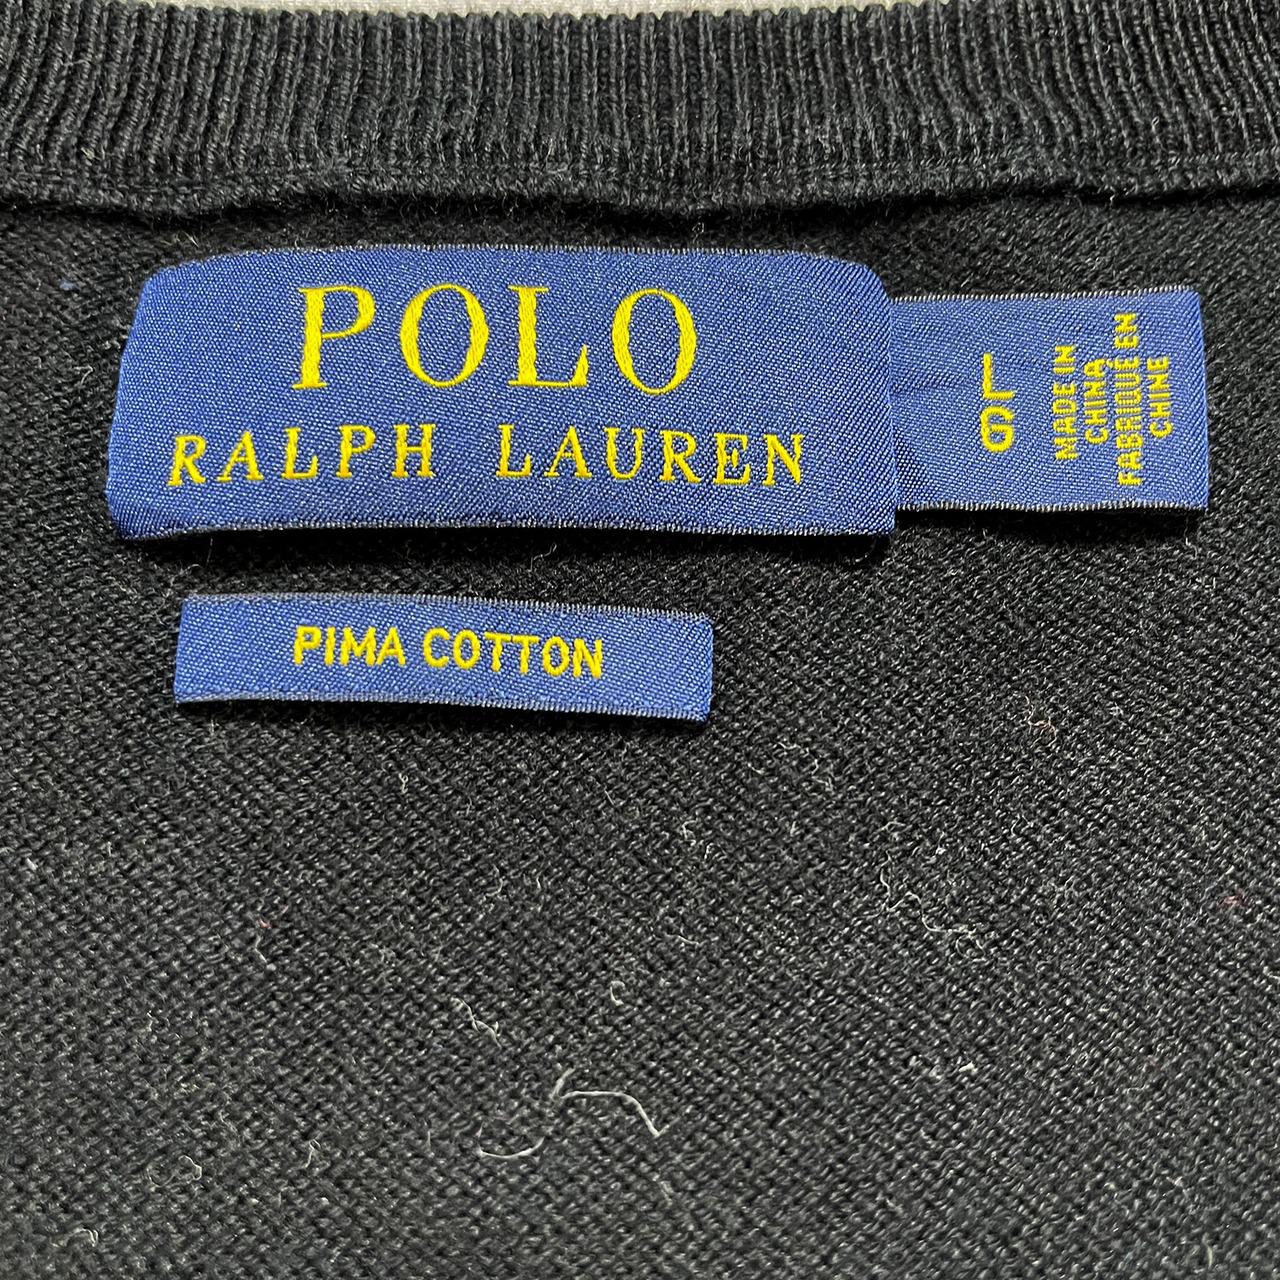 POLO
RALPH LAUREN
L
G
MADE IN
CHINA
FABRIQUÉ EN
CHINE
PIMA COTTON